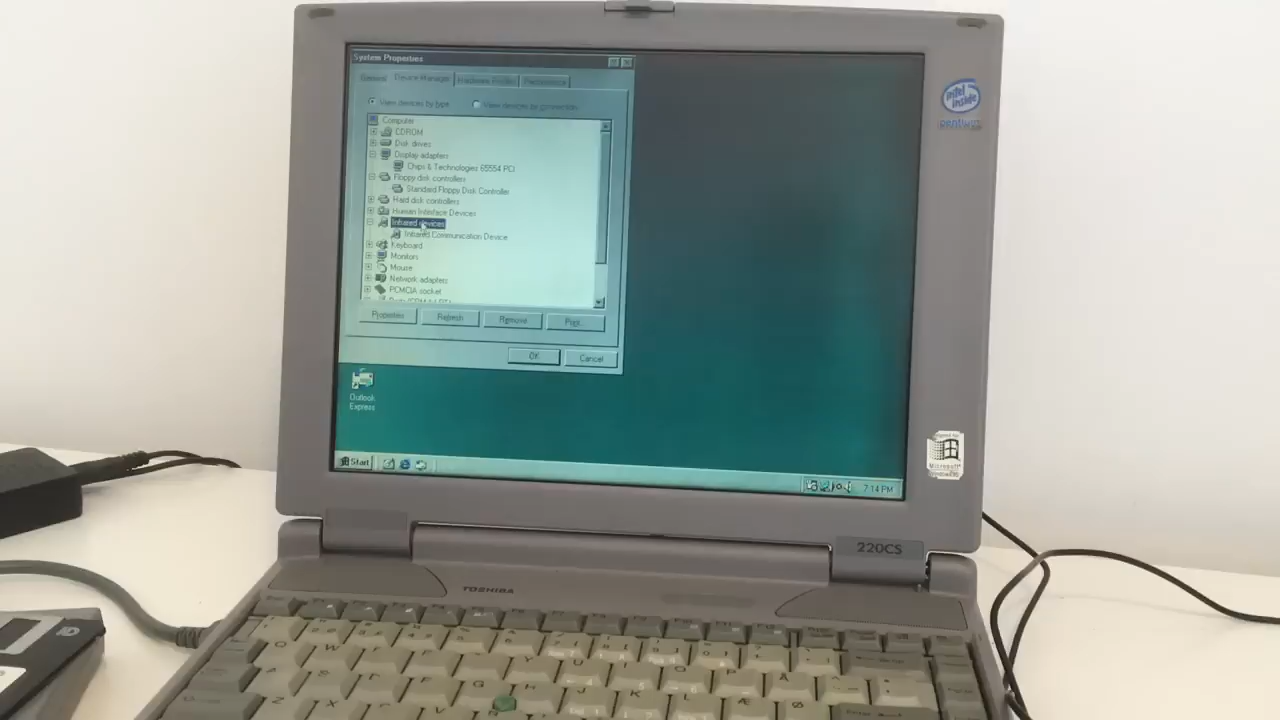 System Properties
General Device Manager Hardware Profiles Performance
View devices by type View devices by connection
Computer
CDROM
Disk drives
Display adapters
Chips & Technologies 65554 PCI
Floppy disk controllers
Standard Floppy Disk Controller
Hard disk controllers
Human Interface Devices
Infrared devices
Infrared Communication Device
Keyboard
Monitors
Mouse
Network adapters
PCMCIA socket
Properties Refresh Remove Print...
OK Cancel
Outlook
Express
Start
7:14 PM
intel
inside
pentium
Microsoft
220CS
TOSHIBA
Q W R T Y U I O P Å
A S D F G H J K L Æ Ø